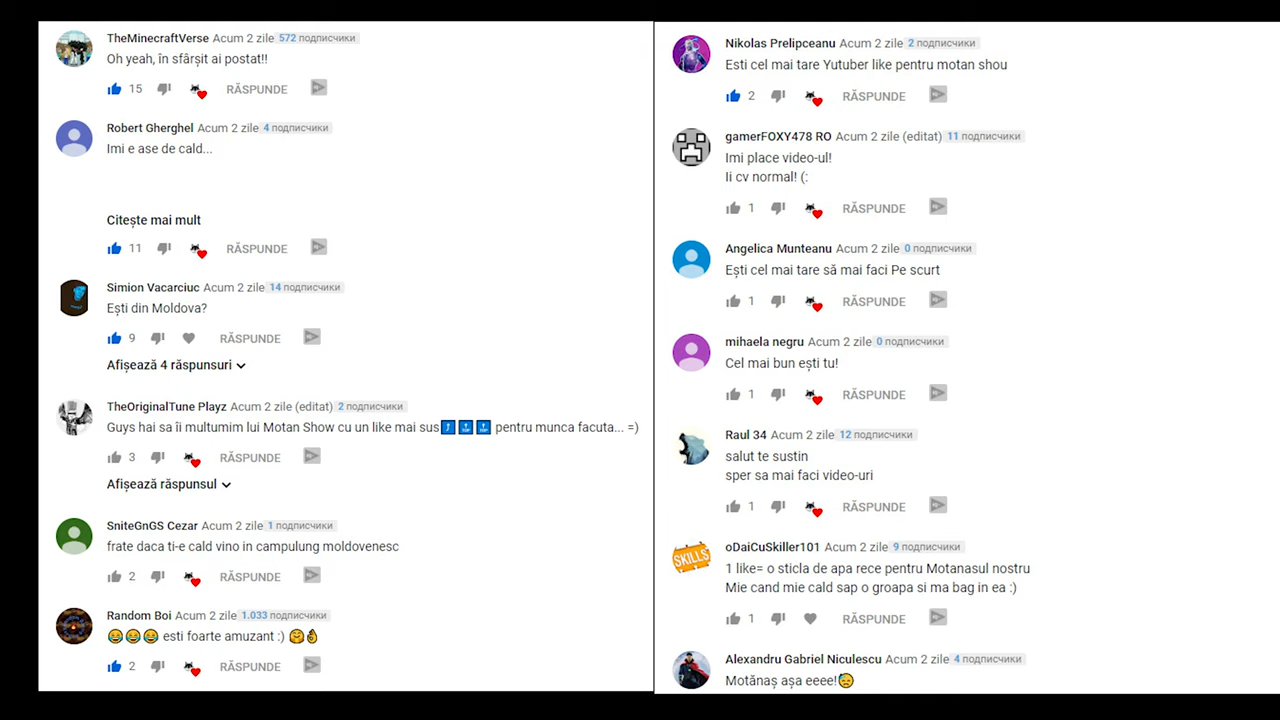 TheMinecraftVerse Acum 2 zile 572 подписчики
Oh yeah, în sfârșit ai postat!!
15 RĂSPUNDE
Robert Gherghel Acum 2 zile 4 подписчики
Imi e ase de cald...
Citește mai mult
11 RĂSPUNDE
Simion Vacarciuc Acum 2 zile 14 подписчики
Ești din Moldova?
9 RĂSPUNDE
Afișează 4 răspunsuri
TheOriginalTune Playz Acum 2 zile (editat) 2 подписчики
Guys hai sa îi multumim lui Motan Show cu un like mai sus⤴🔝🔝 pentru munca facuta... =)
3 RĂSPUNDE
Afișează răspunsul
SniteGnGS Cezar Acum 2 zile 1 подписчики
frate daca ti-e cald vino in campulung moldovenesc
2 RĂSPUNDE
Random Boi Acum 2 zile 1.033 подписчики
😂😂😂 esti foarte amuzant :) 🤗👌
2 RĂSPUNDE
Nikolas Prelipceanu Acum 2 zile 2 подписчики
Esti cel mai tare Yutuber like pentru motan shou
2 RĂSPUNDE
gamerFOXY478 RO Acum 2 zile (editat) 11 подписчики
Imi place video-ul!
Ii cv normal! (:
1 RĂSPUNDE
Angelica Munteanu Acum 2 zile 0 подписчики
Ești cel mai tare să mai faci Pe scurt
1 RĂSPUNDE
mihaela negru Acum 2 zile 0 подписчики
Cel mai bun ești tu!
1 RĂSPUNDE
Raul 34 Acum 2 zile 12 подписчики
salut te sustin
sper sa mai faci video-uri
1 RĂSPUNDE
SKILLS
oDaiCuSkiller101 Acum 2 zile 9 подписчики
1 like= o sticla de apa rece pentru Motanasul nostru
Mie cand mie cald sap o groapa si ma bag in ea :)
1 RĂSPUNDE
Alexandru Gabriel Niculescu Acum 2 zile 4 подписчики
Motănaș așa eeee!😓